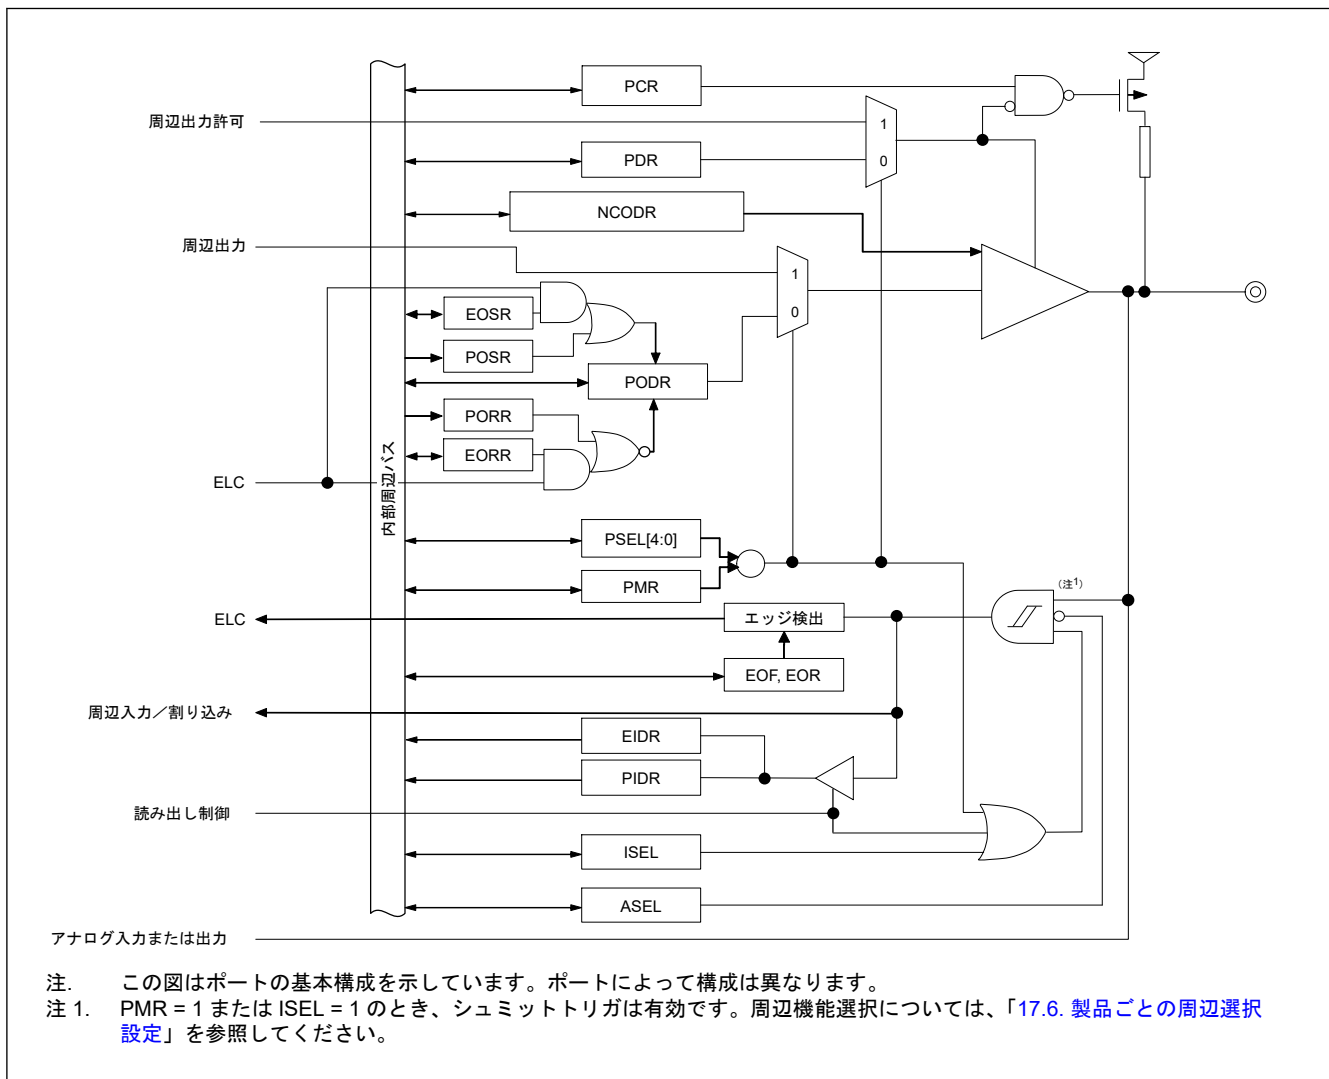 PCR
周辺出力許可
1
PDR
0
NCODR
周辺出力
1
EOSR
0
POSR
PODR
PORR
EORR
ELC
内部周辺バス
PSEL[4:0]
PMR
(注1)
ELC
エッジ検出
EOF, EOR
周辺入力／割り込み
EIDR
PIDR
読み出し制御
ISEL
ASEL
アナログ入力または出力
注. この図はポートの基本構成を示しています。ポートによって構成は異なります。
注 1. PMR = 1 または ISEL = 1 のとき、シュミットトリガは有効です。周辺機能選択については、「17.6. 製品ごとの周辺選択
設定」を参照してください。